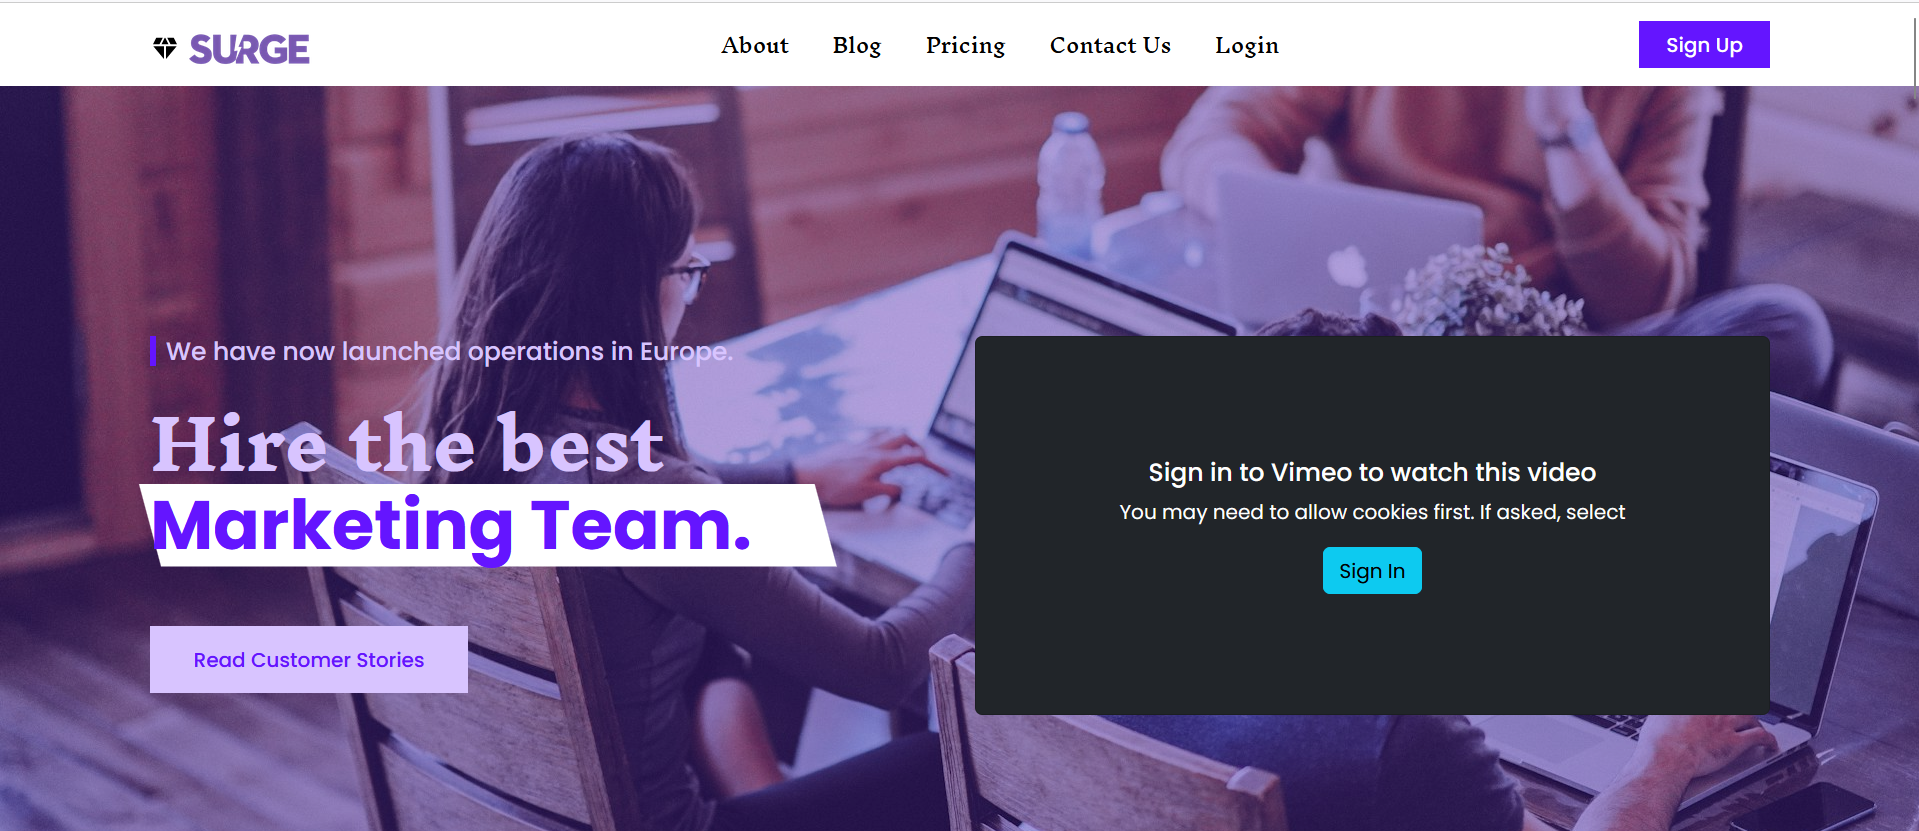 SURGE
About
Blog
Pricing
Contact Us
Login
Sign Up
We have now launched operations in Europe.
Hire the best
Marketing Team.
Read Customer Stories
Sign in to Vimeo to watch this video
You may need to allow cookies first. If asked, select
Sign In